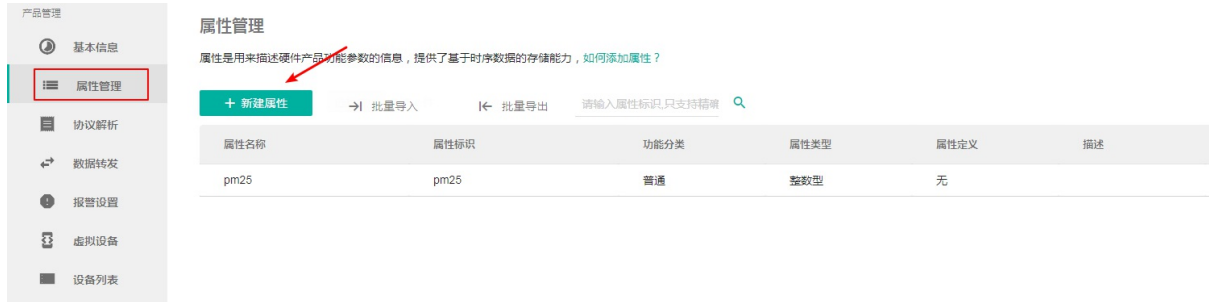 产品管理
基本信息
属性管理
协议解析
数据转发
报警设置
虚拟设备
设备列表
属性管理
属性是用来描述硬件产品功能参数的信息，提供了基于时序数据的存储能力，如何添加属性？
+ 新建属性 批量导入 批量导出 请输入属性标识,只支持精确
属性名称 属性标识 功能分类 属性类型 属性定义 描述
pm25 pm25 普通 整数型 无